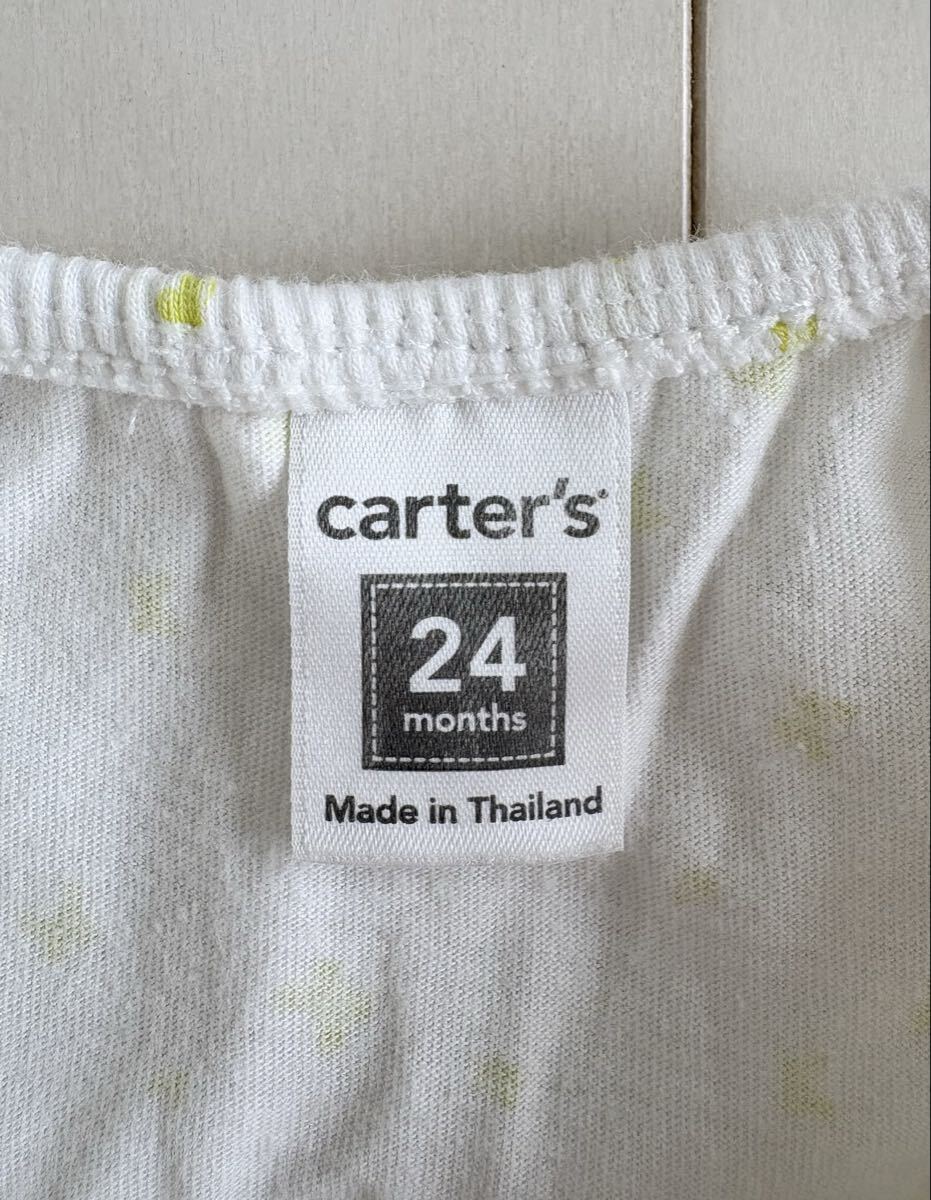 carter's
24
months
Made in Thailand